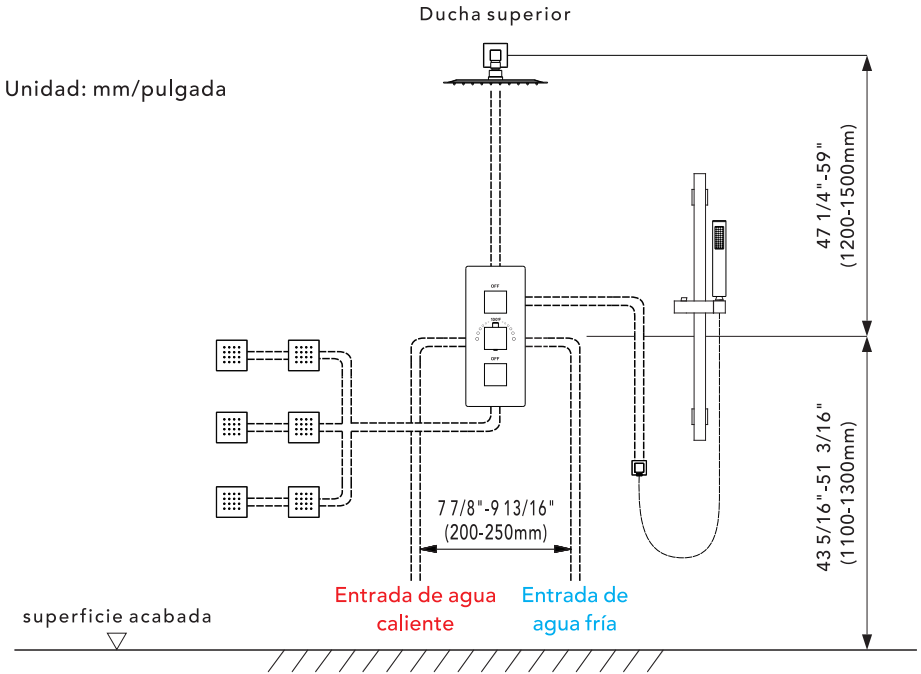 Ducha superior
Unidad: mm/pulgada
47 1/4"-59"
(1200-1500mm)
OFF
100°F
OFF
43 5/16"-51 3/16"
(1100-1300mm)
7 7/8"-9 13/16"
(200-250mm)
Entrada de agua
caliente
Entrada de
agua fría
superficie acabada